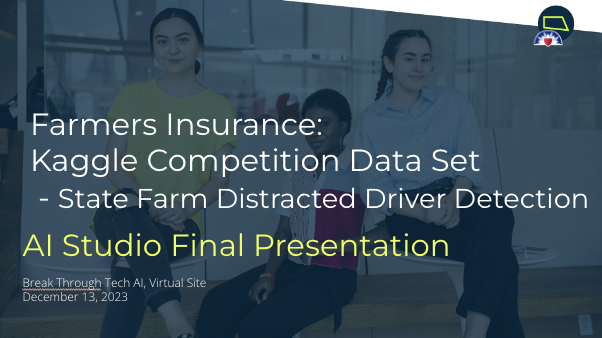 Farmers Insurance:
Kaggle Competition Data Set
- State Farm Distracted Driver Detection
AI Studio Final Presentation
Break Through Tech AI, Virtual Site
December 13, 2023